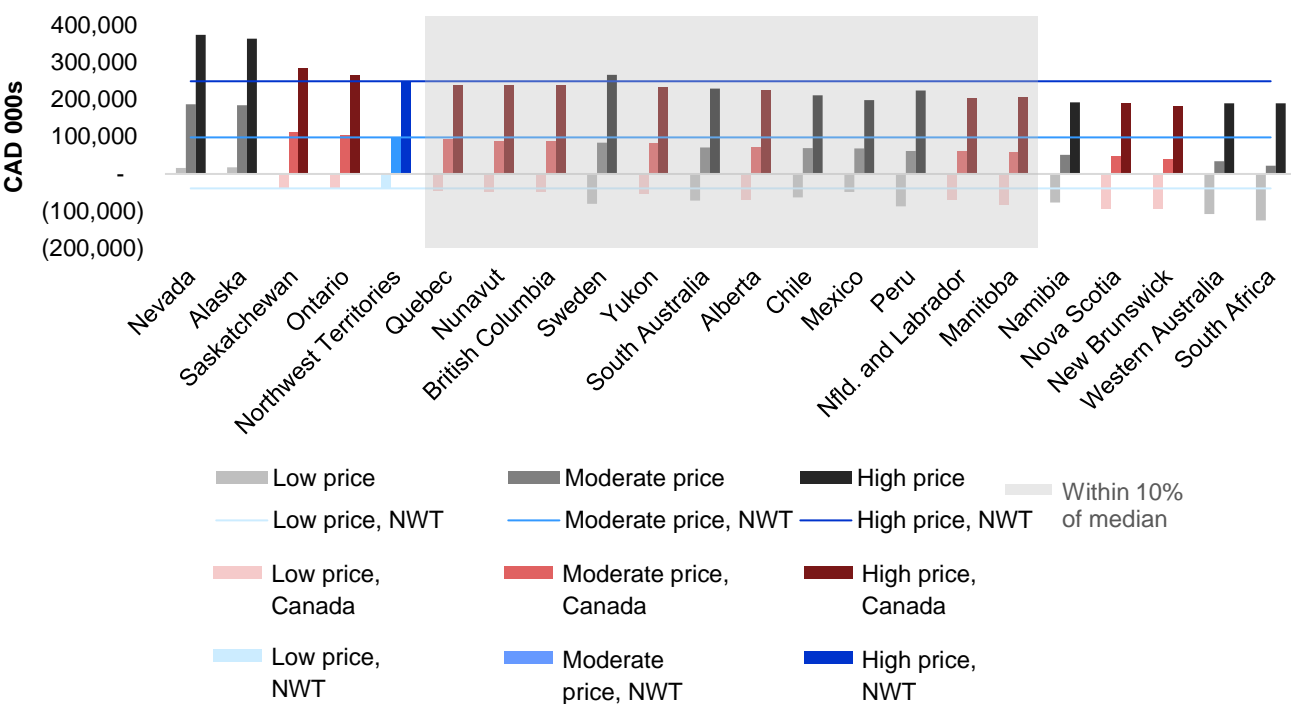 400,000
300,000
200,000
100,000
-
(100,000)
(200,000)
CAD 000s
Nevada
Alaska
Saskatchewan
Ontario
Northwest Territories
Quebec
Nunavut
British Columbia
Sweden
Yukon
South Australia
Alberta
Chile
Mexico
Peru
Nfld. and Labrador
Manitoba
Namibia
Nova Scotia
New Brunswick
Western Australia
South Africa
Low price
Moderate price
High price
Within 10%
of median
Low price, NWT
Moderate price, NWT
High price, NWT
Low price,
Canada
Moderate price,
Canada
High price,
Canada
Low price,
NWT
Moderate
price, NWT
High price,
NWT